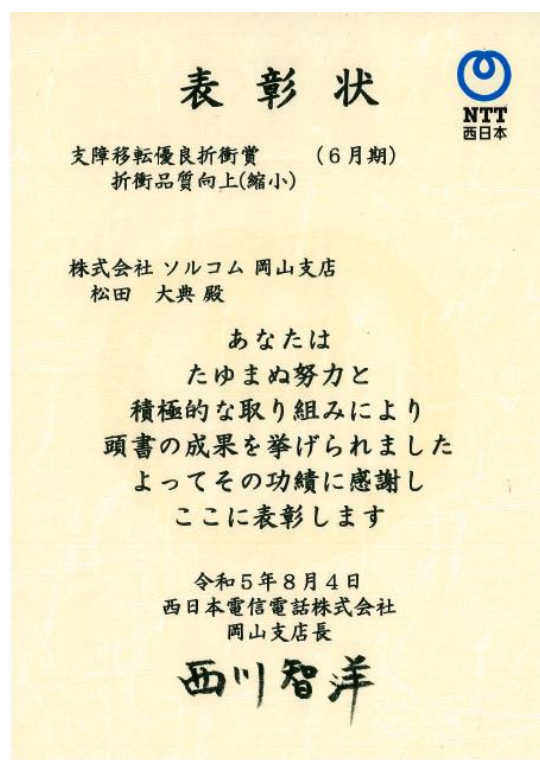 表彰状
NTT
西日本
支障移転優良折衝賞　（６月期）
折衝品質向上(縮小)
株式会社 ソルコム 岡山支店
松田　大典 殿
あなたは
たゆまぬ努力と
積極的な取り組みにより
頭書の成果を挙げられました
よってその功績に感謝し
ここに表彰します
令和５年８月４日
西日本電信電話株式会社
岡山支店長
西川智洋